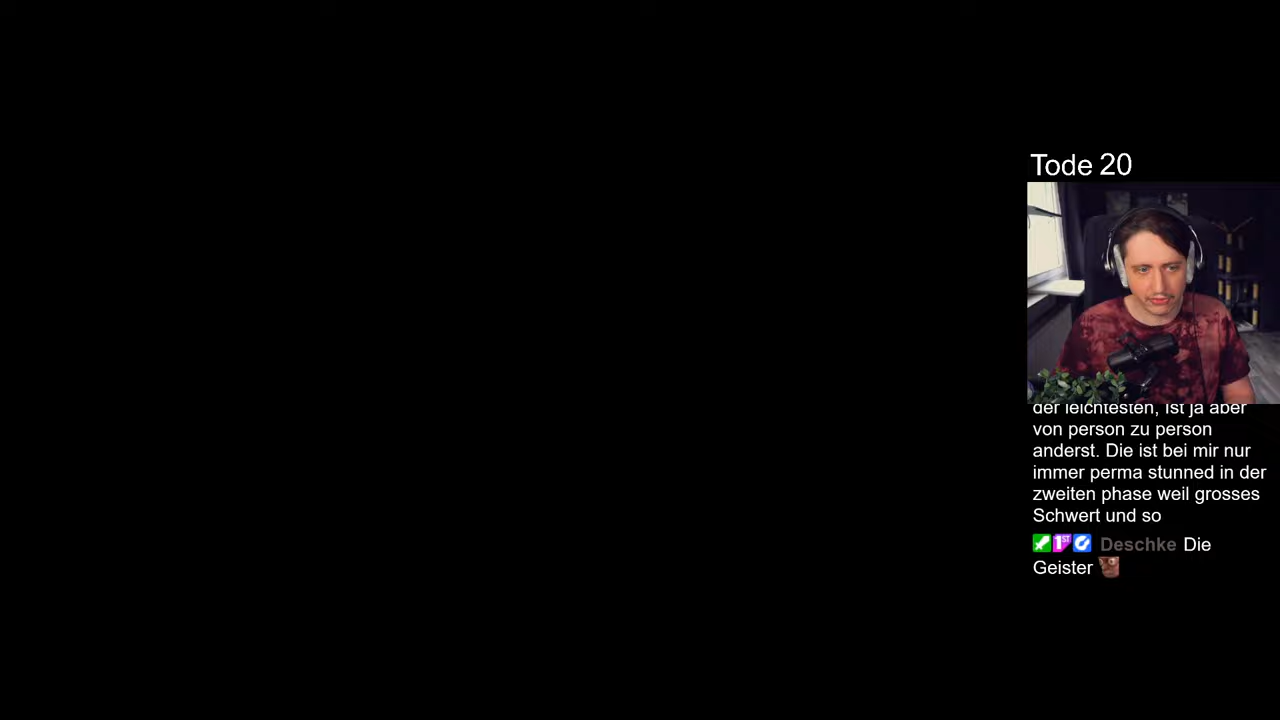 Tode 20
der leichtesten, Ist ja aber
von person zu person
anderst. Die ist bei mir nur
immer perma stunned in der
zweiten phase weil grosses
Schwert und so
1ST Deschke Die
Geister